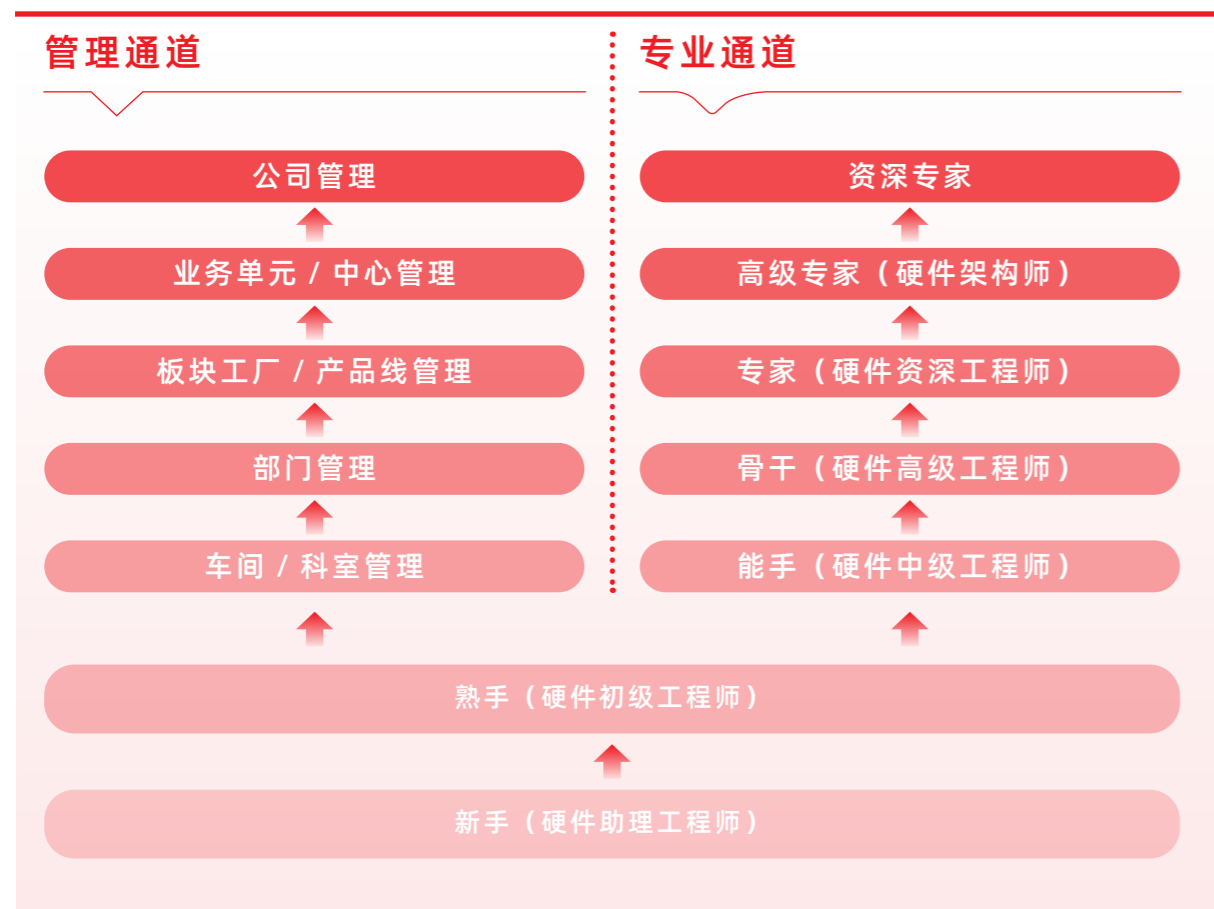 管理通道
公司管理
业务单元 / 中心管理
板块工厂 / 产品线管理
部门管理
车间 / 科室管理
专业通道
资深专家
高级专家（硬件架构师）
专家（硬件资深工程师）
骨干（硬件高级工程师）
能手（硬件中级工程师）
熟手（硬件初级工程师）
新手（硬件助理工程师）